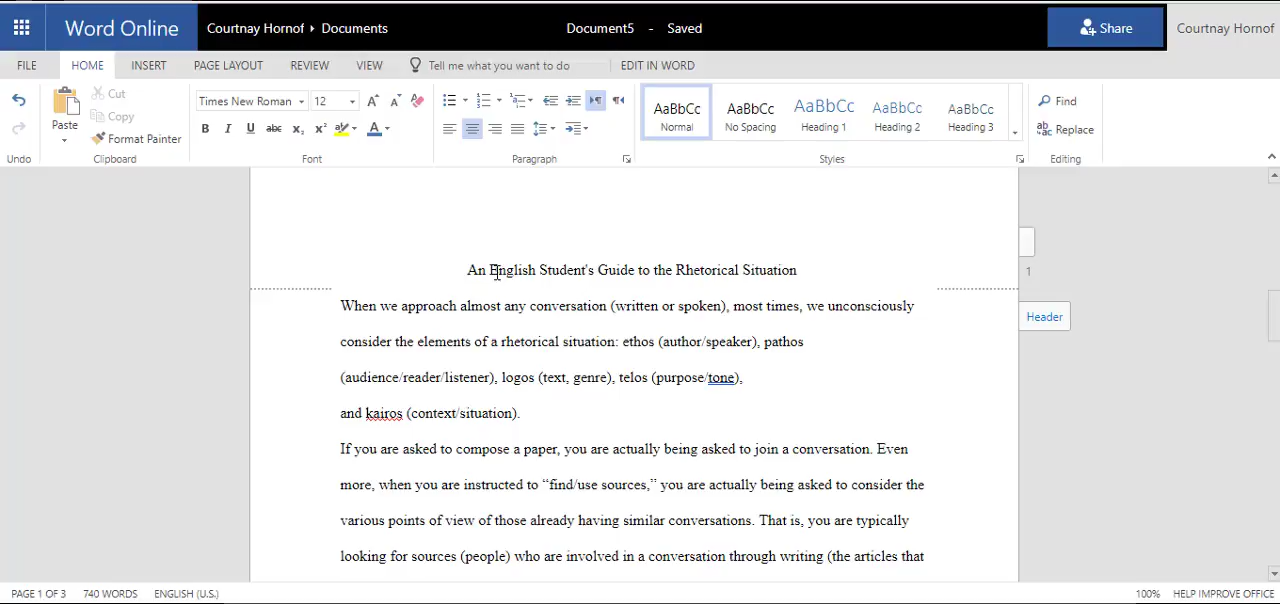 Word Online
Courtnay Hornof ▸ Documents
Document5 - Saved
Share
Courtnay Hornof
FILE HOME INSERT PAGE LAYOUT REVIEW VIEW Tell me what you want to do EDIT IN WORD
Undo
Paste
Cut
Copy
Format Painter
Clipboard
Times New Roman 12
B I U abc x₂ x² A
Font
Paragraph
AaBbCc Normal
AaBbCc No Spacing
AaBbCc Heading 1
AaBbCc Heading 2
AaBbCc Heading 3
Styles
Find
Replace
Editing
An English Student's Guide to the Rhetorical Situation
When we approach almost any conversation (written or spoken), most times, we unconsciously
consider the elements of a rhetorical situation: ethos (author/speaker), pathos
(audience/reader/listener), logos (text, genre), telos (purpose/tone),
and kairos (context/situation).
If you are asked to compose a paper, you are actually being asked to join a conversation. Even
more, when you are instructed to “find/use sources,” you are actually being asked to consider the
various points of view of those already having similar conversations. That is, you are typically
looking for sources (people) who are involved in a conversation through writing (the articles that
1
Header
PAGE 1 OF 3 740 WORDS ENGLISH (U.S.)
100% HELP IMPROVE OFFICE